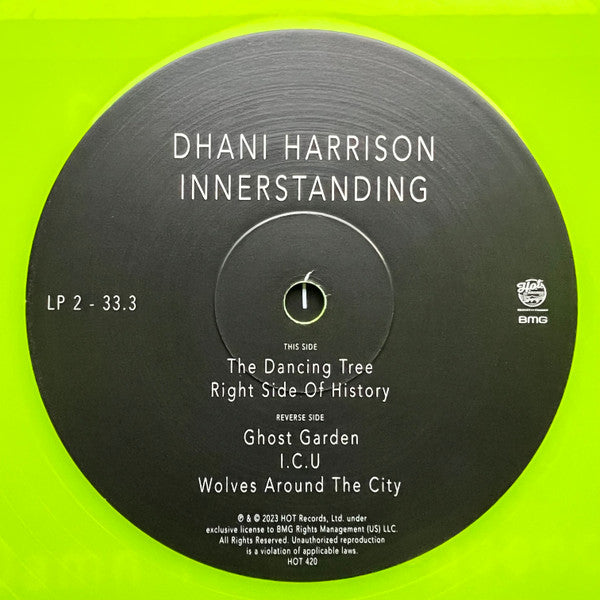 DHANI HARRISON
INNERSTANDING
LP 2 - 33.3
Hot
BMG
THIS SIDE
The Dancing Tree
Right Side Of History
REVERSE SIDE
Ghost Garden
I.C.U
Wolves Around The City
℗ & © 2023 HOT Records, Ltd. under
exclusive license to BMG Rights Management (US) LLC.
All Rights Reserved. Unauthorized reproduction
is a violation of applicable laws.
HOT 420